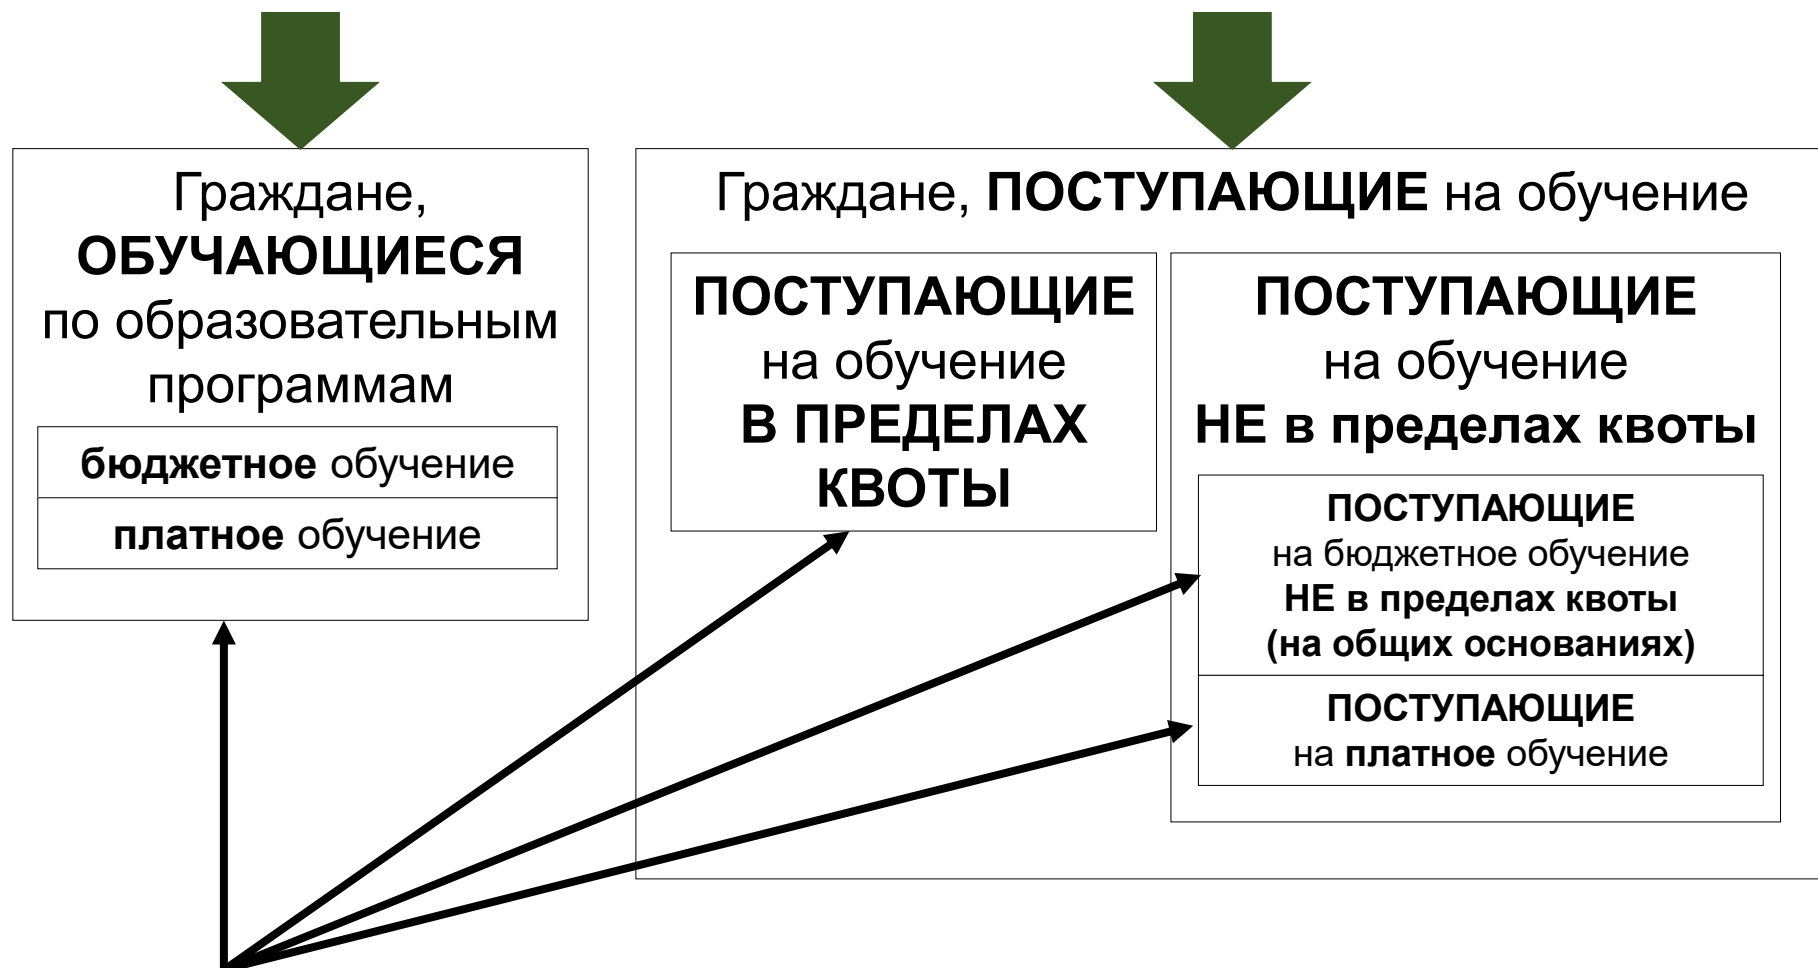 Граждане,
ОБУЧАЮЩИЕСЯ
по образовательным
программам
бюджетное обучение
платное обучение
Граждане, ПОСТУПАЮЩИЕ на обучение
ПОСТУПАЮЩИЕ
на обучение
В ПРЕДЕЛАХ
КВОТЫ
ПОСТУПАЮЩИЕ
на обучение
НЕ в пределах квоты
ПОСТУПАЮЩИЕ
на бюджетное обучение
НЕ в пределах квоты
(на общих основаниях)
ПОСТУПАЮЩИЕ
на платное обучение